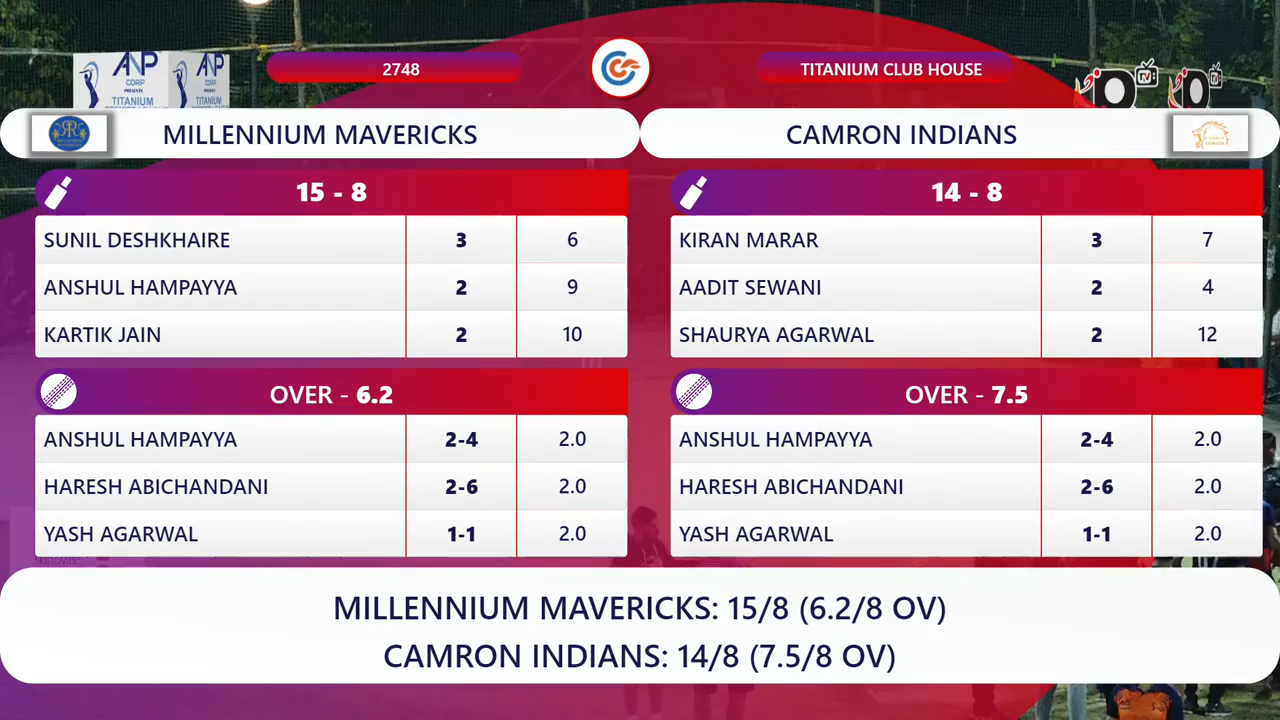 ANP
CORP
PRESENTS
TITANIUM
ANP
CORP
TITANIUM
2748
TITANIUM CLUB HOUSE
TV
TV
MILLENNIUM MAVERICKS
CAMRON INDIANS
15 - 8
SUNIL DESHKHAIRE 3 6
ANSHUL HAMPAYYA 2 9
KARTIK JAIN 2 10
OVER - 6.2
ANSHUL HAMPAYYA 2-4 2.0
HARESH ABICHANDANI 2-6 2.0
YASH AGARWAL 1-1 2.0
14 - 8
KIRAN MARAR 3 7
AADIT SEWANI 2 4
SHAURYA AGARWAL 2 12
OVER - 7.5
ANSHUL HAMPAYYA 2-4 2.0
HARESH ABICHANDANI 2-6 2.0
YASH AGARWAL 1-1 2.0
MILLENNIUM MAVERICKS: 15/8 (6.2/8 OV)
CAMRON INDIANS: 14/8 (7.5/8 OV)